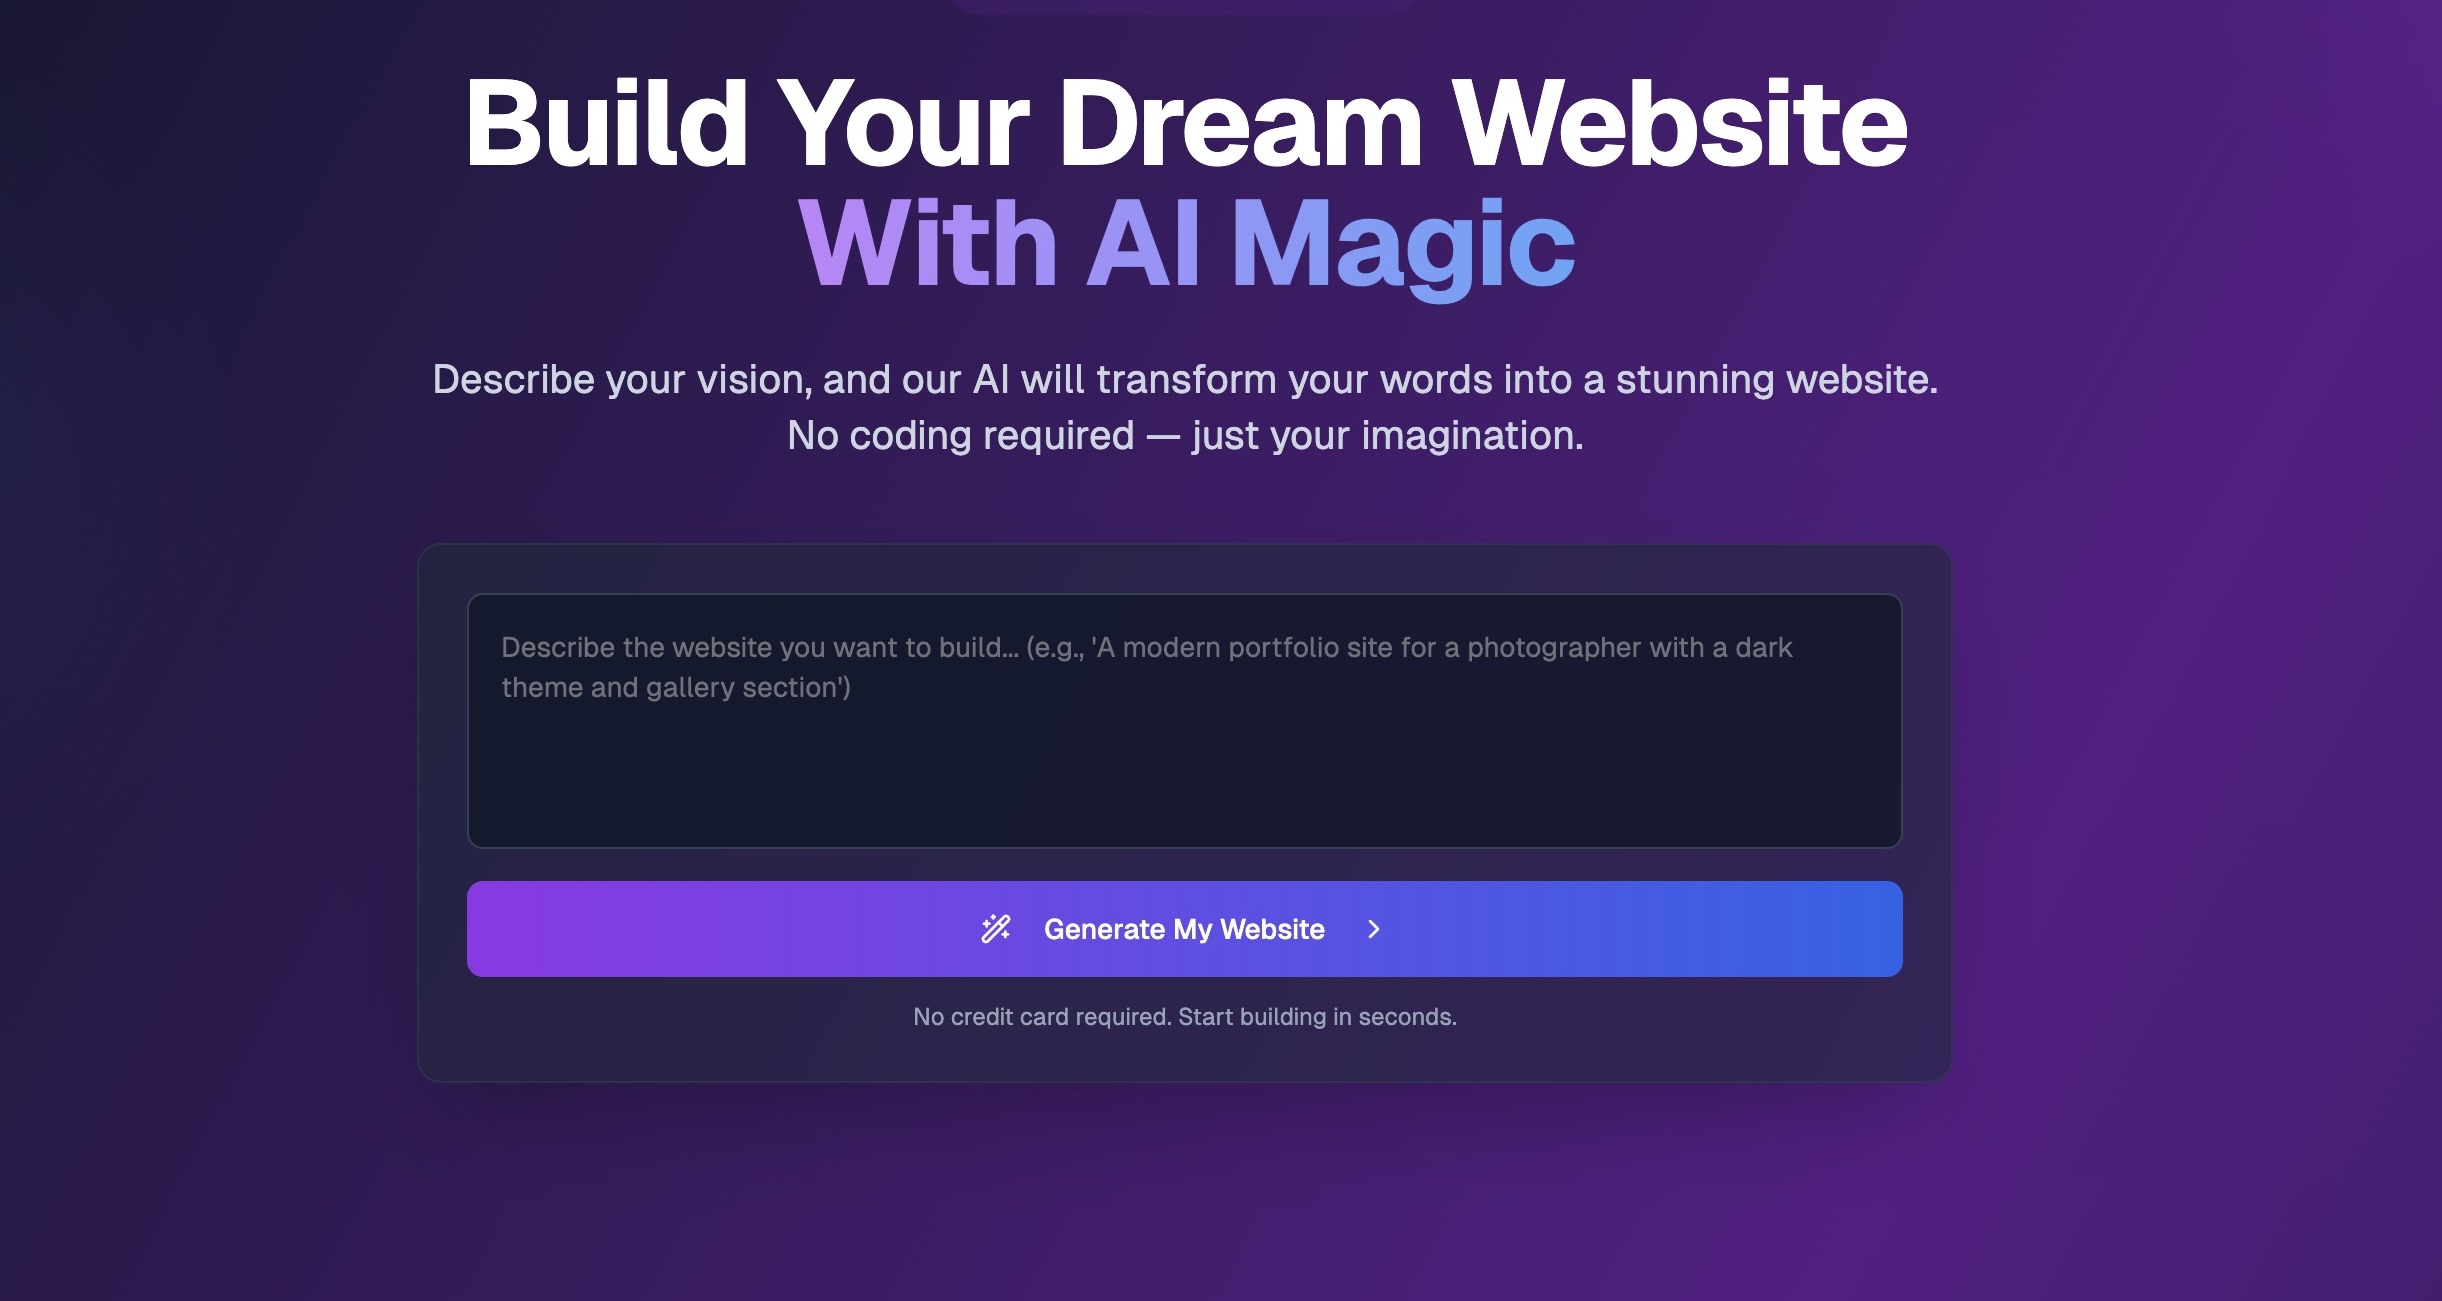 Build Your Dream Website
With AI Magic
Describe your vision, and our AI will transform your words into a stunning website.
No coding required — just your imagination.
Describe the website you want to build... (e.g., 'A modern portfolio site for a photographer with a dark
theme and gallery section')
Generate My Website
No credit card required. Start building in seconds.